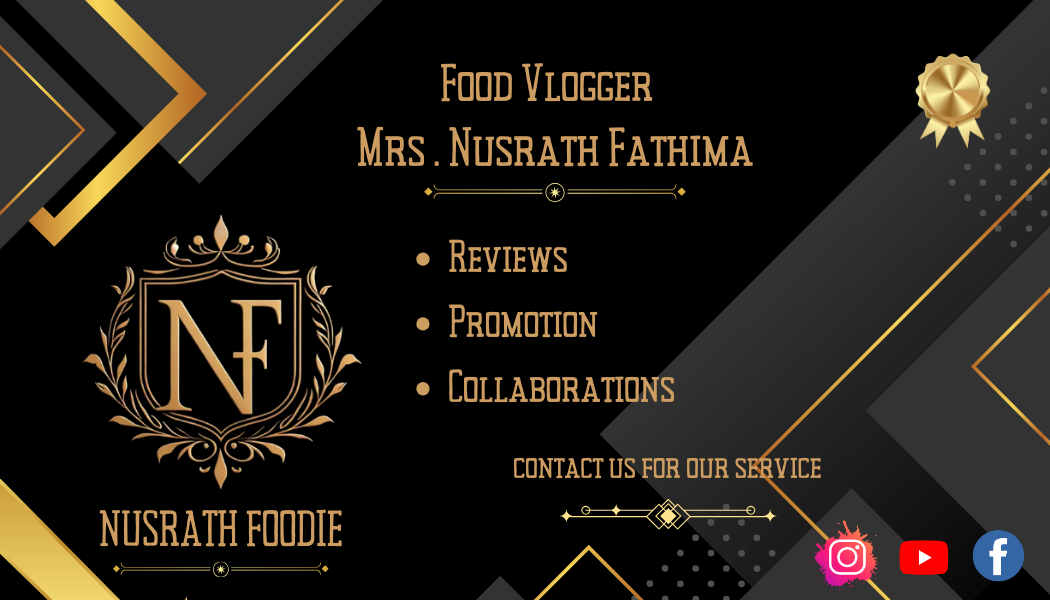 Food Vlogger
Mrs . Nusrath Fathima
• Reviews
• Promotion
• Collaborations
CONTACT US FOR OUR SERVICE
NF
NUSRATH FOODIE